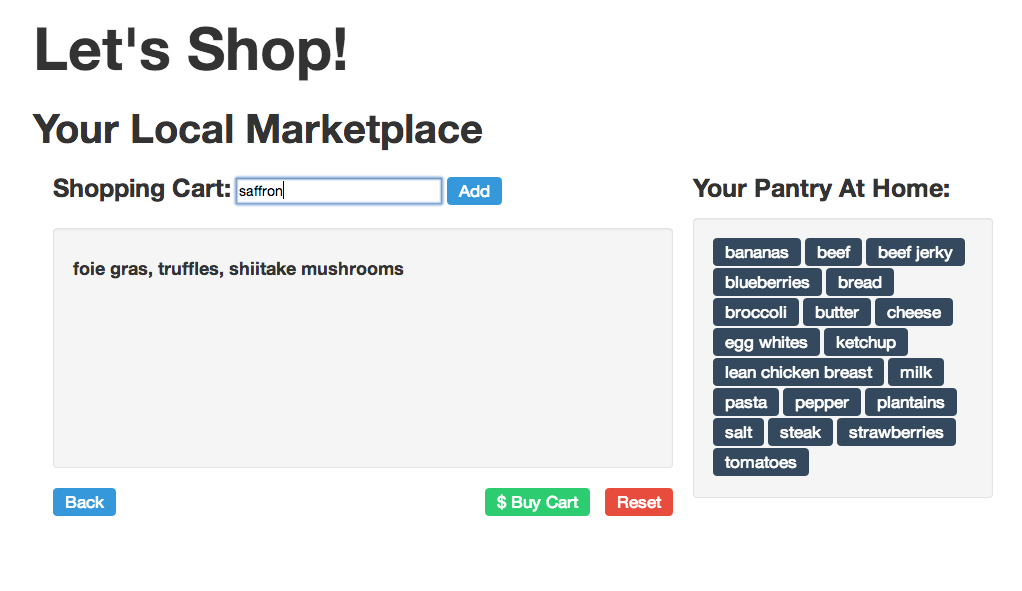 Let's Shop!
Your Local Marketplace
Shopping Cart: saffron Add
foie gras, truffles, shiitake mushrooms
Back $ Buy Cart Reset
Your Pantry At Home:
bananas beef beef jerky
blueberries bread
broccoli butter cheese
egg whites ketchup
lean chicken breast milk
pasta pepper plantains
salt steak strawberries
tomatoes